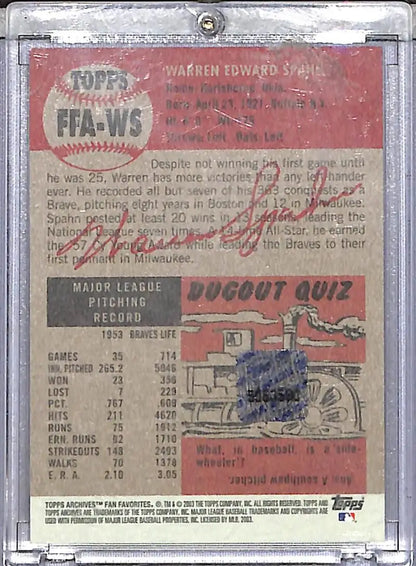 TOPPS
FFA-WS
WARREN EDWARD SPAHN
Home: Hartshorne, Okla.
Born: April 23, 1921, Buffalo N.Y.
Throws: Left Bats: Left
Despite not winning his first game until
he was 25, Warren has more victories than any left
hander ever. He recorded all but seven of his 363 conquests as a
Brave, pitching eight years in Boston and 12 in Milwaukee.
Spahn posted at least 20 wins in 13 seasons, leading the
National League seven times. A 14-time All-Star, he earned
the '57 Cy Young Award while leading the Braves to their
first pennant in Milwaukee.
Warren Spahn
MAJOR LEAGUE
PITCHING
RECORD
1953 BRAVES-LIFE
GAMES 35 714
INN. PITCHED 265.2 5046
WON 23 356
LOST 7 229
PCT. .767 .608
HITS 211 4620
RUNS 75 1912
ERN. RUNS 62 1710
STRIKEOUTS 148 2493
WALKS 70 1378
E. R. A. 2.10 3.05
DUGOUT QUIZ
What, in baseball, is a side-
wheeler?
Ans: A southpaw pitcher
TOPPS ARCHIVES™ FAN FAVORITES. ®, TM & © 2003 THE TOPPS COMPANY, INC. ALL RIGHTS RESERVED. TOPPS AND
TOPPS ARCHIVES ARE TRADEMARKS OF THE TOPPS COMPANY, INC. MAJOR LEAGUE BASEBALL TRADEMARKS AND COPYRIGHTS ARE
USED WITH PERMISSION OF MAJOR LEAGUE BASEBALL PROPERTIES, INC. LICENSED BY MLB, 2003.
Topps